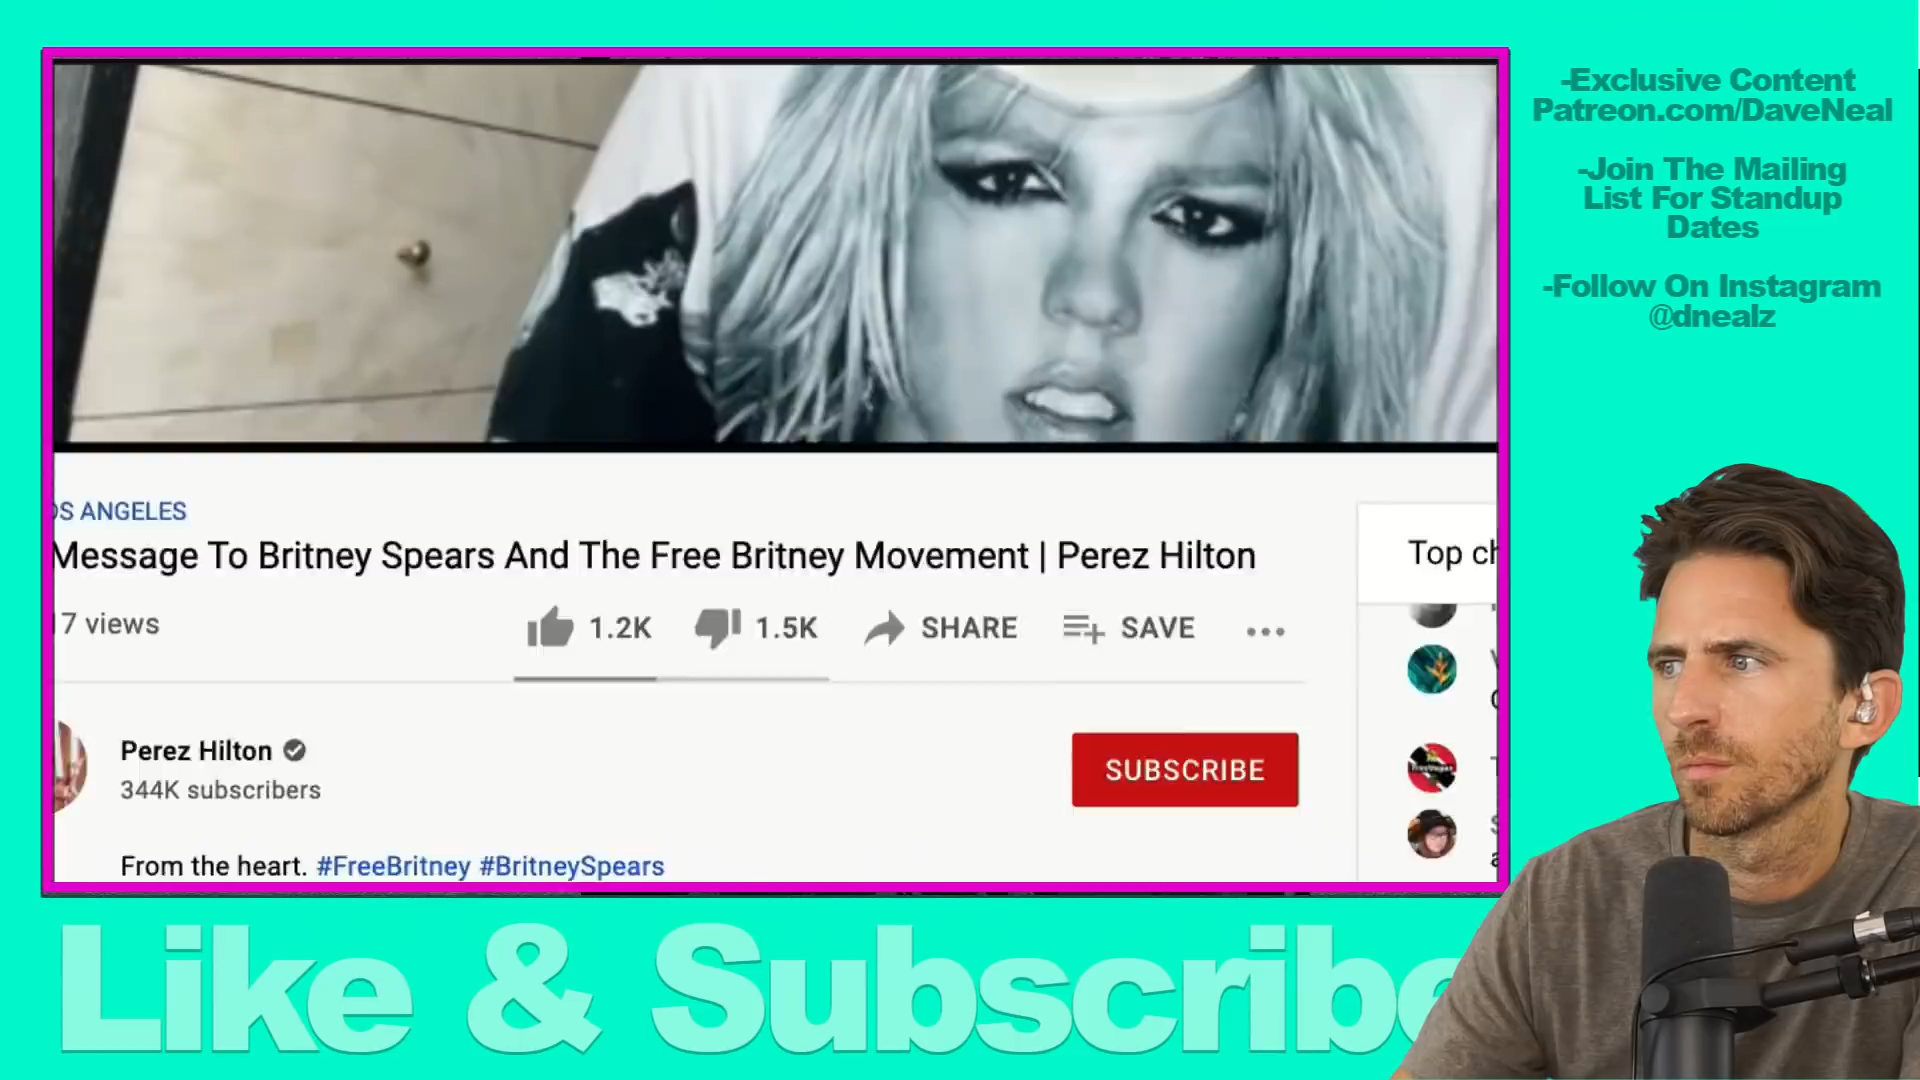 -Exclusive Content
Patreon.com/DaveNeal
-Join The Mailing
List For Standup
Dates
-Follow On Instagram
@dnealz
OS ANGELES
Message To Britney Spears And The Free Britney Movement | Perez Hilton
7 views
1.2K
1.5K
SHARE
SAVE
Top ch
Perez Hilton
344K subscribers
SUBSCRIBE
From the heart. #FreeBritney #BritneySpears
Like & Subscribe